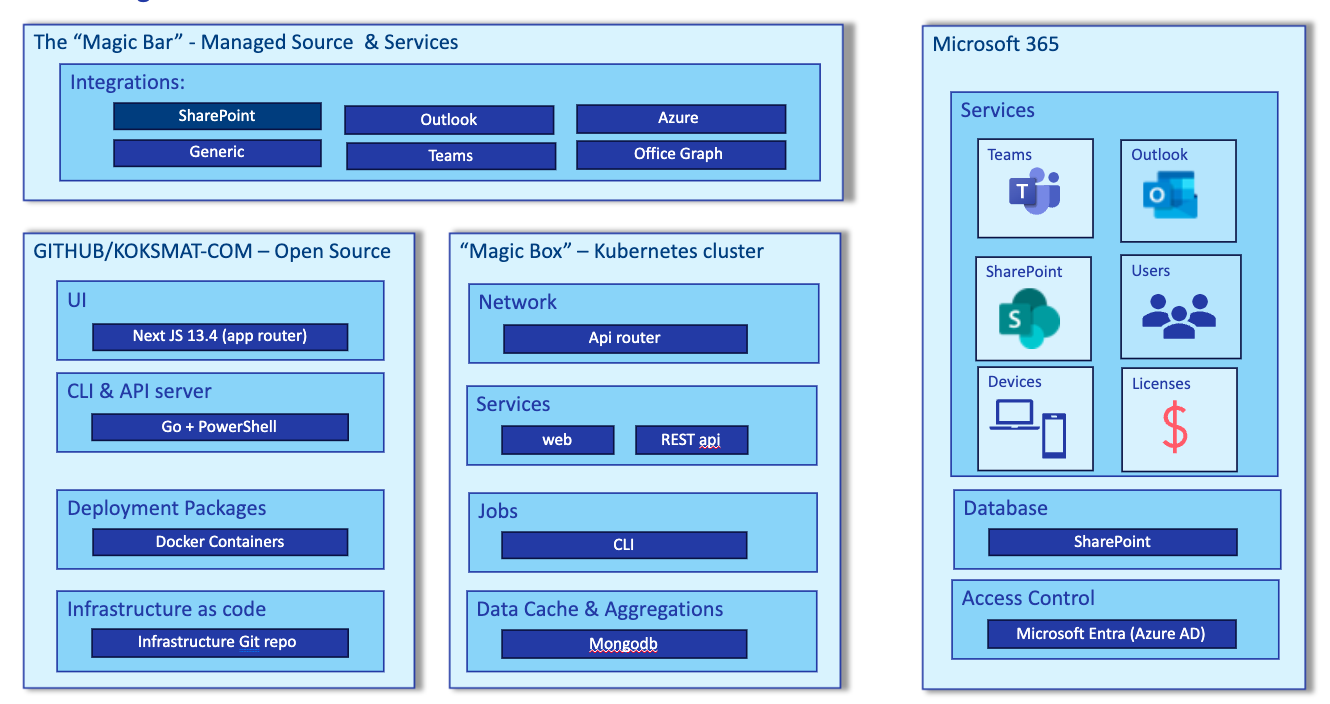 The “Magic Bar” - Managed Source & Services
Integrations:
SharePoint
Outlook
Azure
Generic
Teams
Office Graph
GITHUB/KOKSMAT-COM – Open Source
UI
Next JS 13.4 (app router)
CLI & API server
Go + PowerShell
Deployment Packages
Docker Containers
Infrastructure as code
Infrastructure Git repo
“Magic Box” – Kubernetes cluster
Network
Api router
Services
web
REST api
Jobs
CLI
Data Cache & Aggregations
Mongodb
Microsoft 365
Services
Teams
T
Outlook
O
SharePoint
S
Users
Devices
Licenses
$
Database
SharePoint
Access Control
Microsoft Entra (Azure AD)